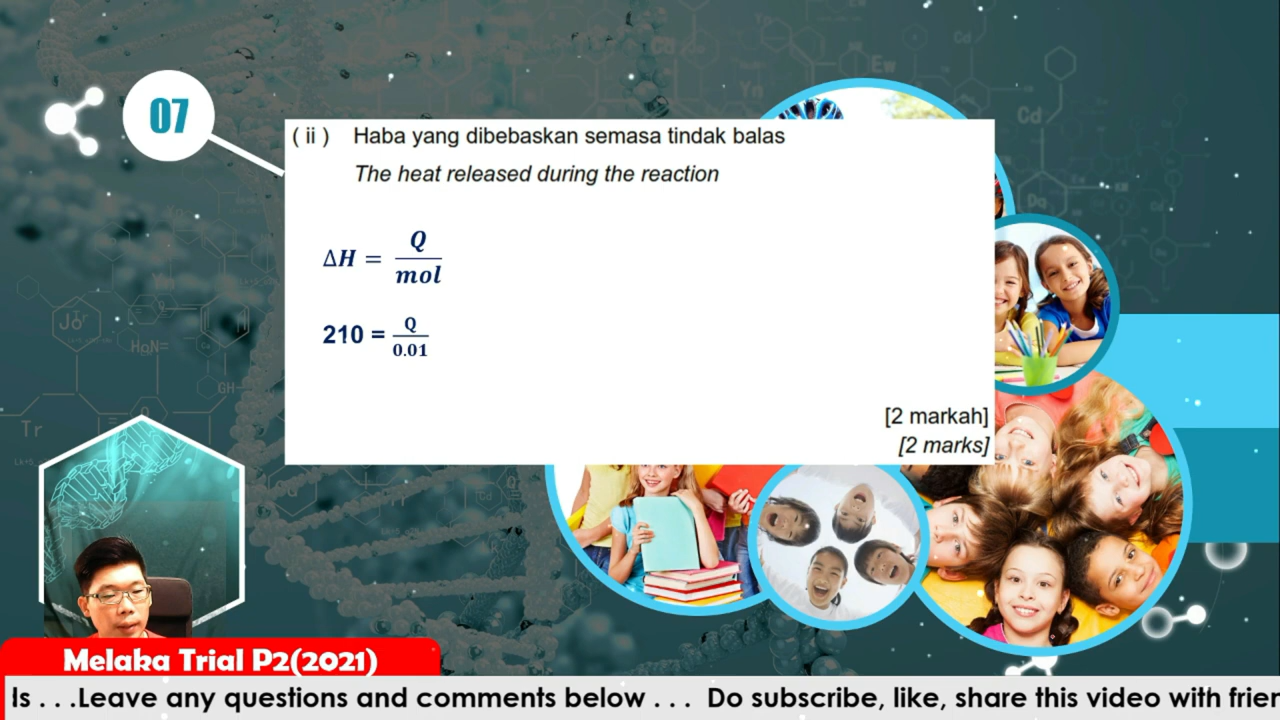 07
( ii ) Haba yang dibebaskan semasa tindak balas
The heat released during the reaction
ΔH = Q/mol
210 = Q/0.01
[2 markah]
[2 marks]
Melaka Trial P2(2021)
Is . . .Leave any questions and comments below . . . Do subscribe, like, share this video with frien